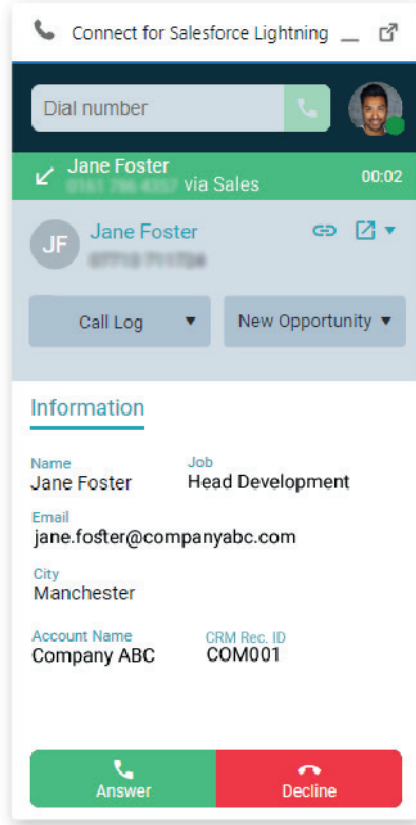 Connect for Salesforce Lightning
Dial number
Jane Foster
via Sales
00:02
JF
Jane Foster
Call Log
New Opportunity
Information
Name
Job
Jane Foster
Head Development
Email
jane.foster@companyabc.com
City
Manchester
Account Name
CRM Rec. ID
Company ABC
COM001
Answer
Decline